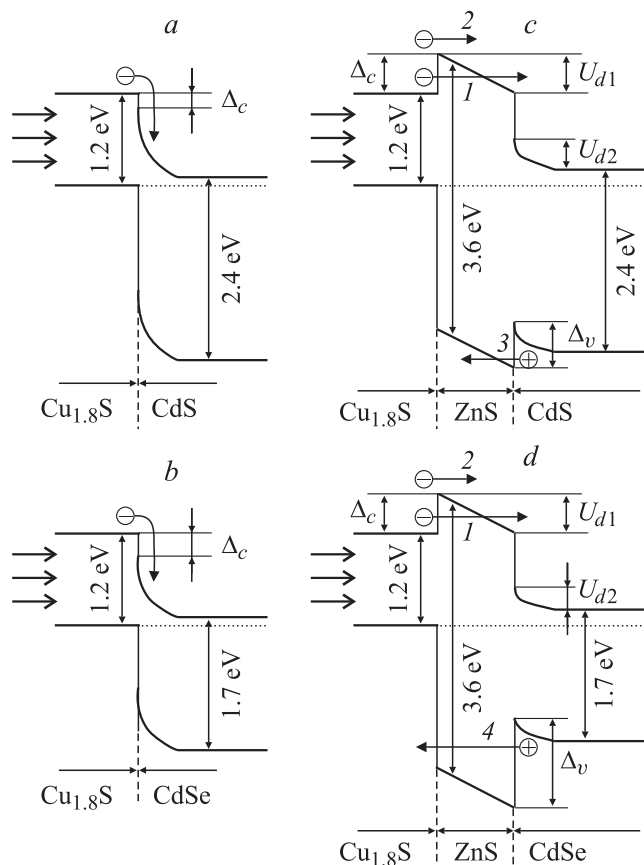 a
Δc
1.2 eV
2.4 eV
Cu1.8S CdS
c
2
Δc
1
Ud1
Ud2
1.2 eV
3.6 eV
2.4 eV
3
Δv
Cu1.8S ZnS CdS
b
Δc
1.2 eV
1.7 eV
Cu1.8S CdSe
d
2
Δc
1
Ud1
Ud2
1.2 eV
3.6 eV
1.7 eV
4
Δv
Cu1.8S ZnS CdSe